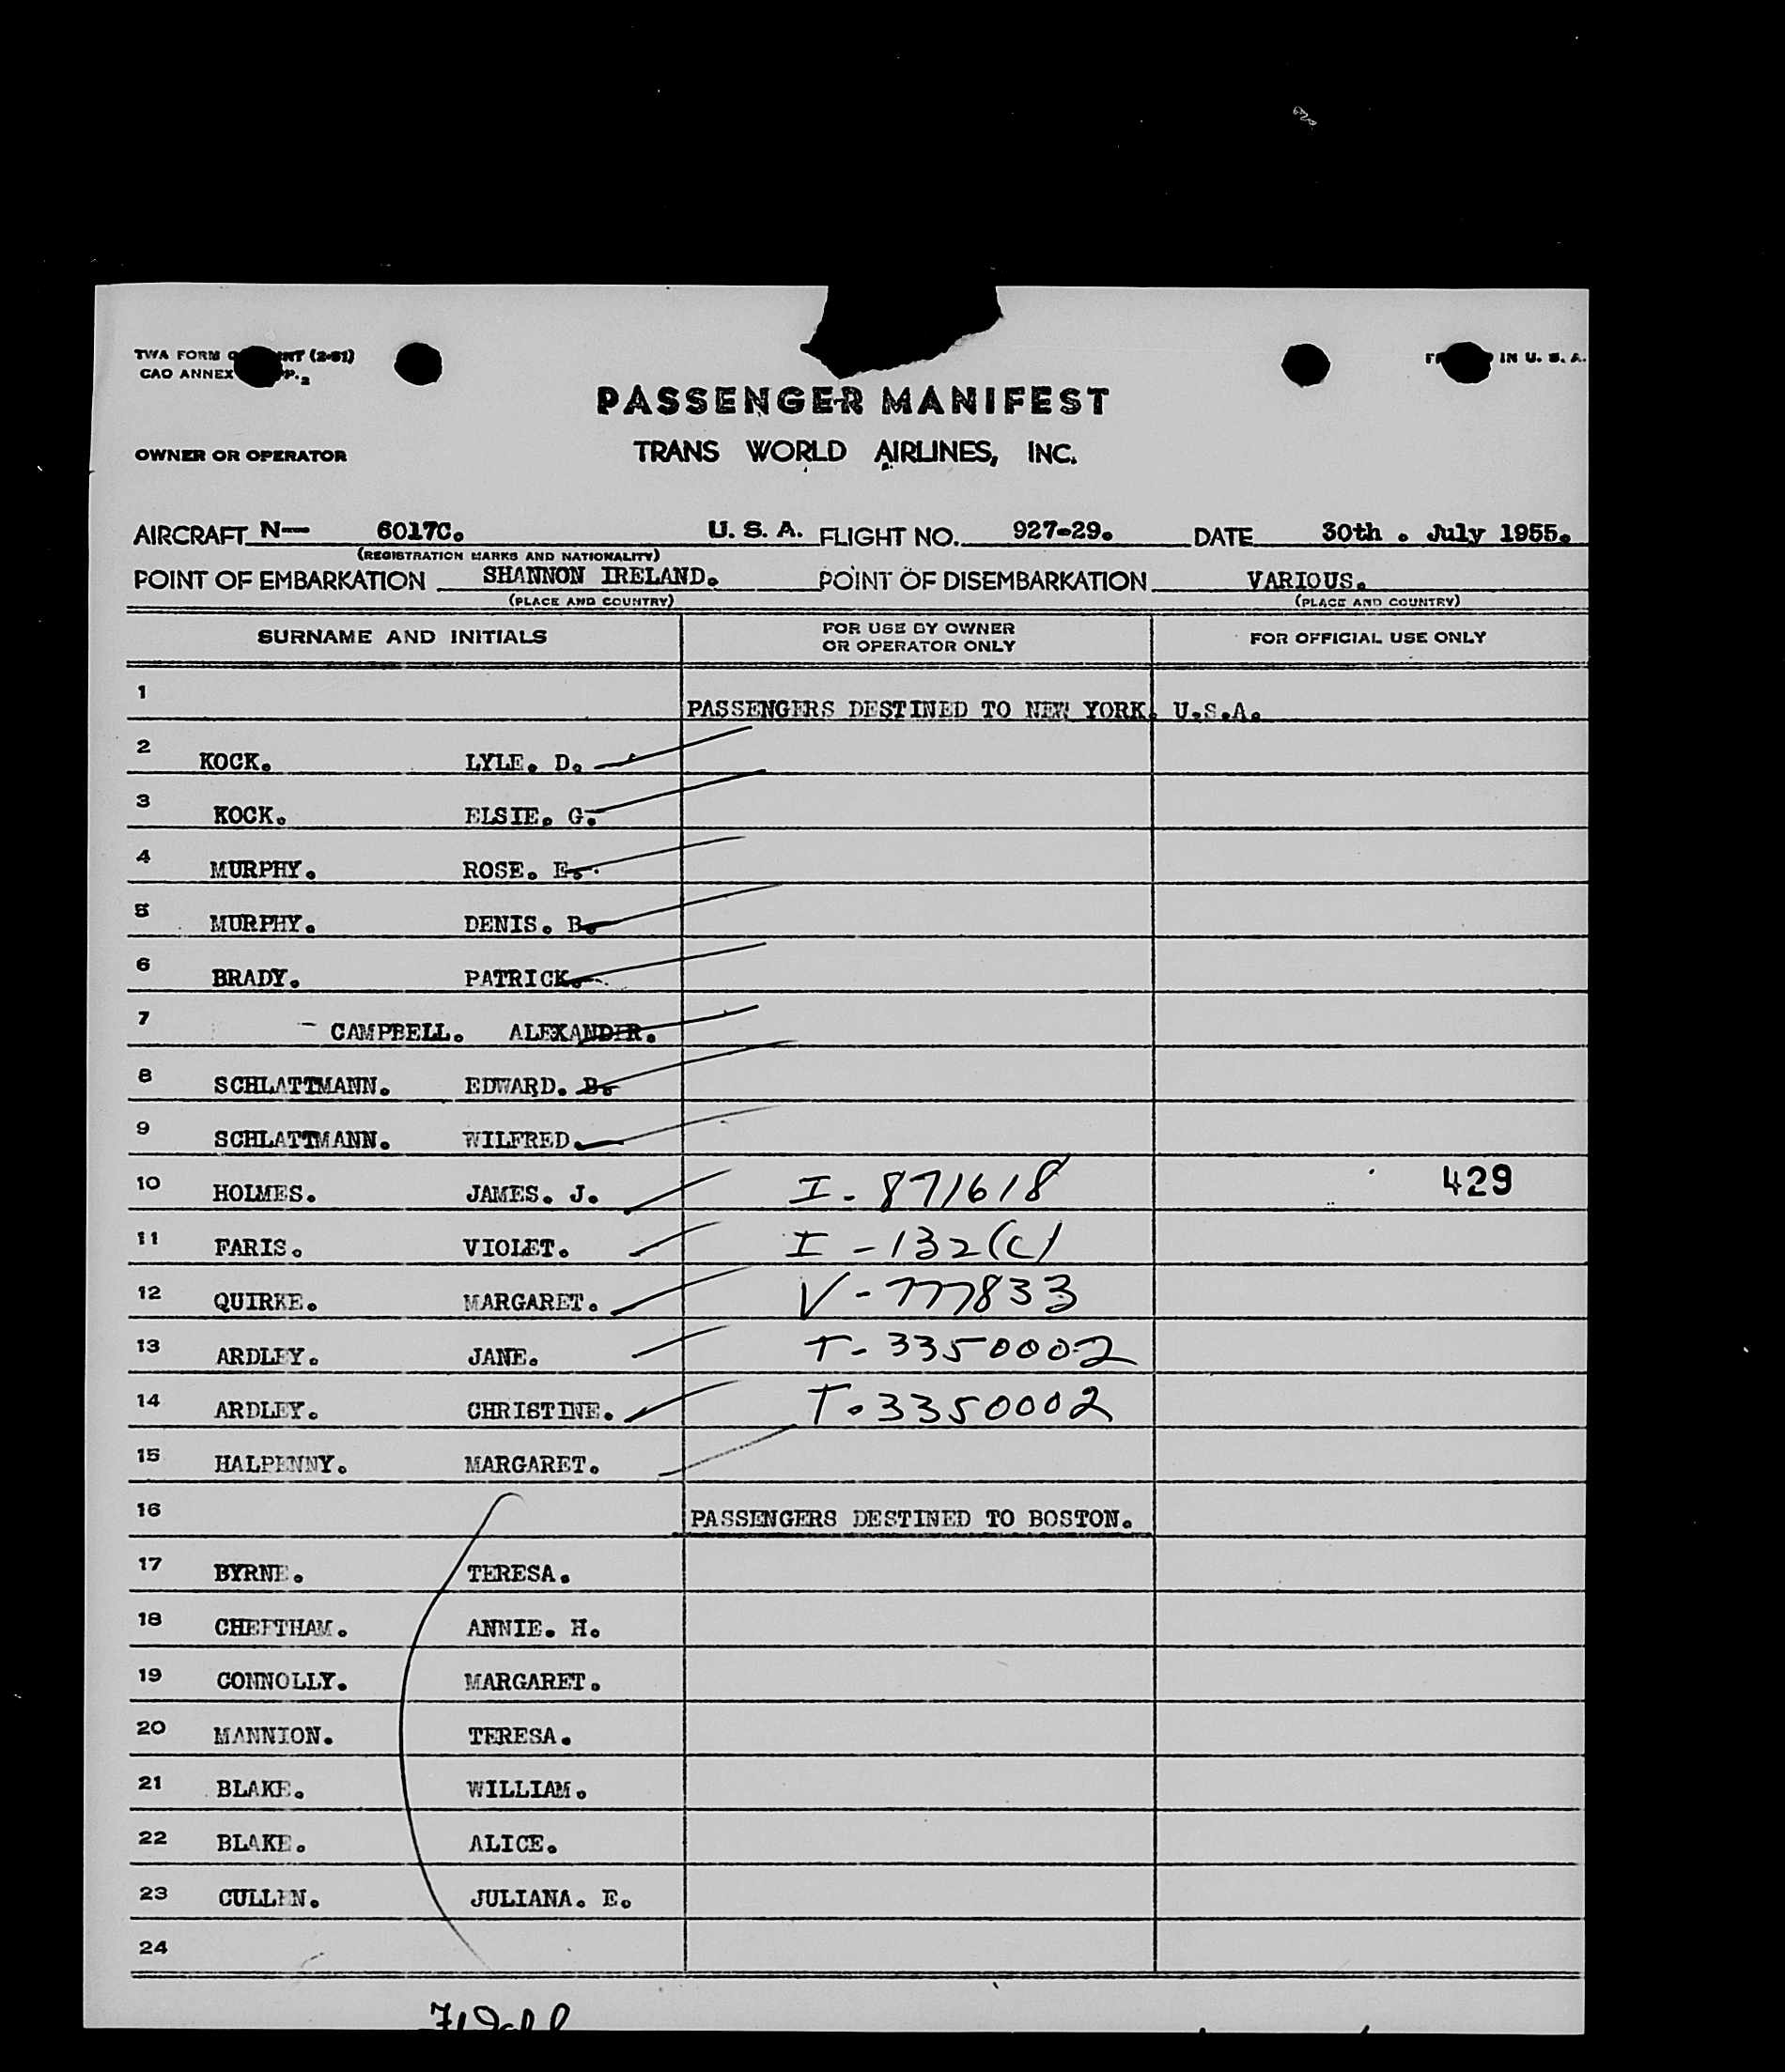 TWA FORM (2-51)
CAO ANNEX
IN U. S. A.
PASSENGER MANIFEST
OWNER OR OPERATOR TRANS WORLD AIRLINES, INC.
AIRCRAFT N— 6017C. U. S. A. FLIGHT NO. 927-29. DATE 30th . July 1955.
(REGISTRATION MARKS AND NATIONALITY)
POINT OF EMBARKATION SHANNON IRELAND. POINT OF DISEMBARKATION VARIOUS.
(PLACE AND COUNTRY) (PLACE AND COUNTRY)
SURNAME AND INITIALS FOR USE BY OWNER OR OPERATOR ONLY FOR OFFICIAL USE ONLY
1 PASSENGERS DESTINED TO NEW YORK. U.S.A.
2 KOCK. LYLE. D.
3 KOCK. ELSIE. G.
4 MURPHY. ROSE. E.
5 MURPHY. DENIS. B.
6 BRADY. PATRICK.
7 CAMPBELL. ALEXANDER.
8 SCHLATTMANN. EDWARD. B.
9 SCHLATTMANN. WILFRED.
10 HOLMES. JAMES. J. I - 871618 429
11 FARIS. VIOLET. I - 132(C)
12 QUIRKE. MARGARET. V - 777833
13 ARDLEY. JANE. T - 3350002
14 ARDLEY. CHRISTINE. T - 3350002
15 HALPENNY. MARGARET.
16 PASSENGERS DESTINED TO BOSTON.
17 BYRNE. TERESA.
18 CHEETHAM. ANNIE. H.
19 CONNOLLY. MARGARET.
20 MANNION. TERESA.
21 BLAKE. WILLIAM.
22 BLAKE. ALICE.
23 CULLEN. JULIANA. E.
24